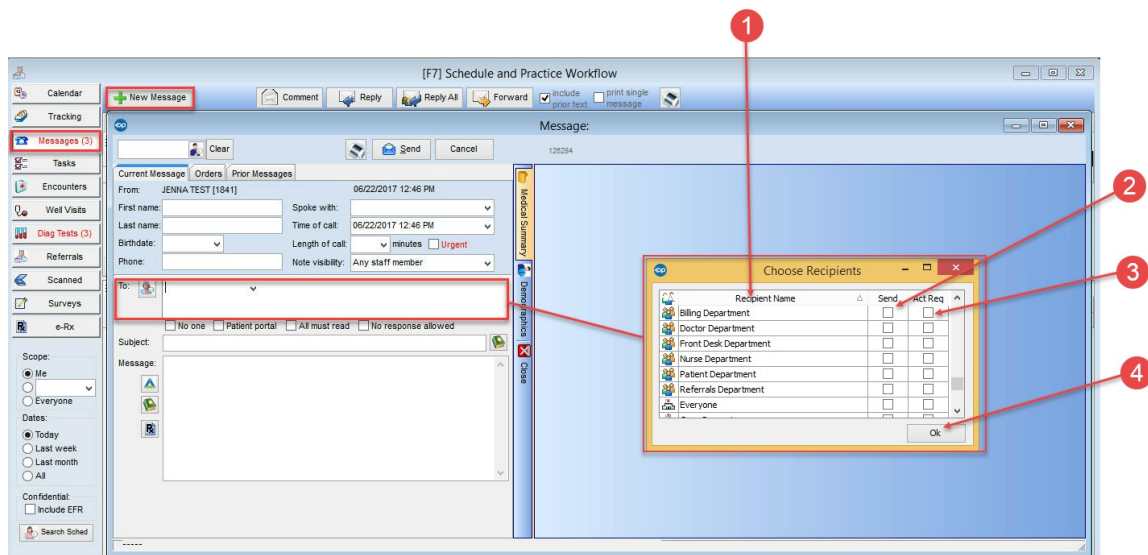 1
[F7] Schedule and Practice Workflow
Calendar
New Message
Comment
Reply
Reply All
Forward
include prior text
print single message
Tracking
op
Message:
Messages (3)
Clear
Send
Cancel
126284
Tasks
Current Message
Orders
Prior Messages
Encounters
From: JENNA TEST [1841]
06/22/2017 12:46 PM
First name:
Spoke with:
Well Visits
Last name:
Time of call: 06/22/2017 12:46 PM
Diag Tests (3)
Birthdate:
Length of call: minutes Urgent
Referrals
Phone:
Note visibility: Any staff member
Scanned
To:
Surveys
No one
Patient portal
All must read
No response allowed
e-Rx
Subject:
Message:
Scope:
Me
Everyone
Dates:
Today
Last week
Last month
All
Confidential:
Include EFR
Search Sched
-----
Medical Summary
Demographics
Close
2
op
Choose Recipients
3
Recipient Name
Send
Act Req
Billing Department
Doctor Department
Front Desk Department
Nurse Department
Patient Department
Referrals Department
Everyone
4
Ok